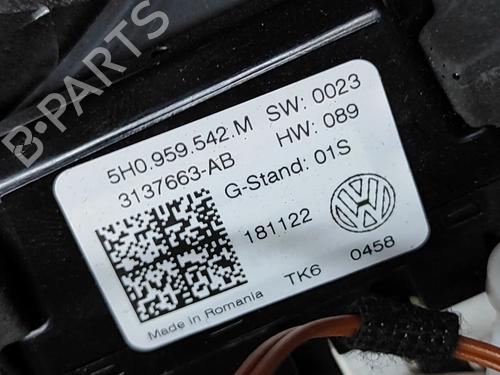 B-PARTS
5H0.959.542.M SW: 0023
3137663-AB HW: 089
G-Stand: 01S
181122
TK6 0458
Made in Romania